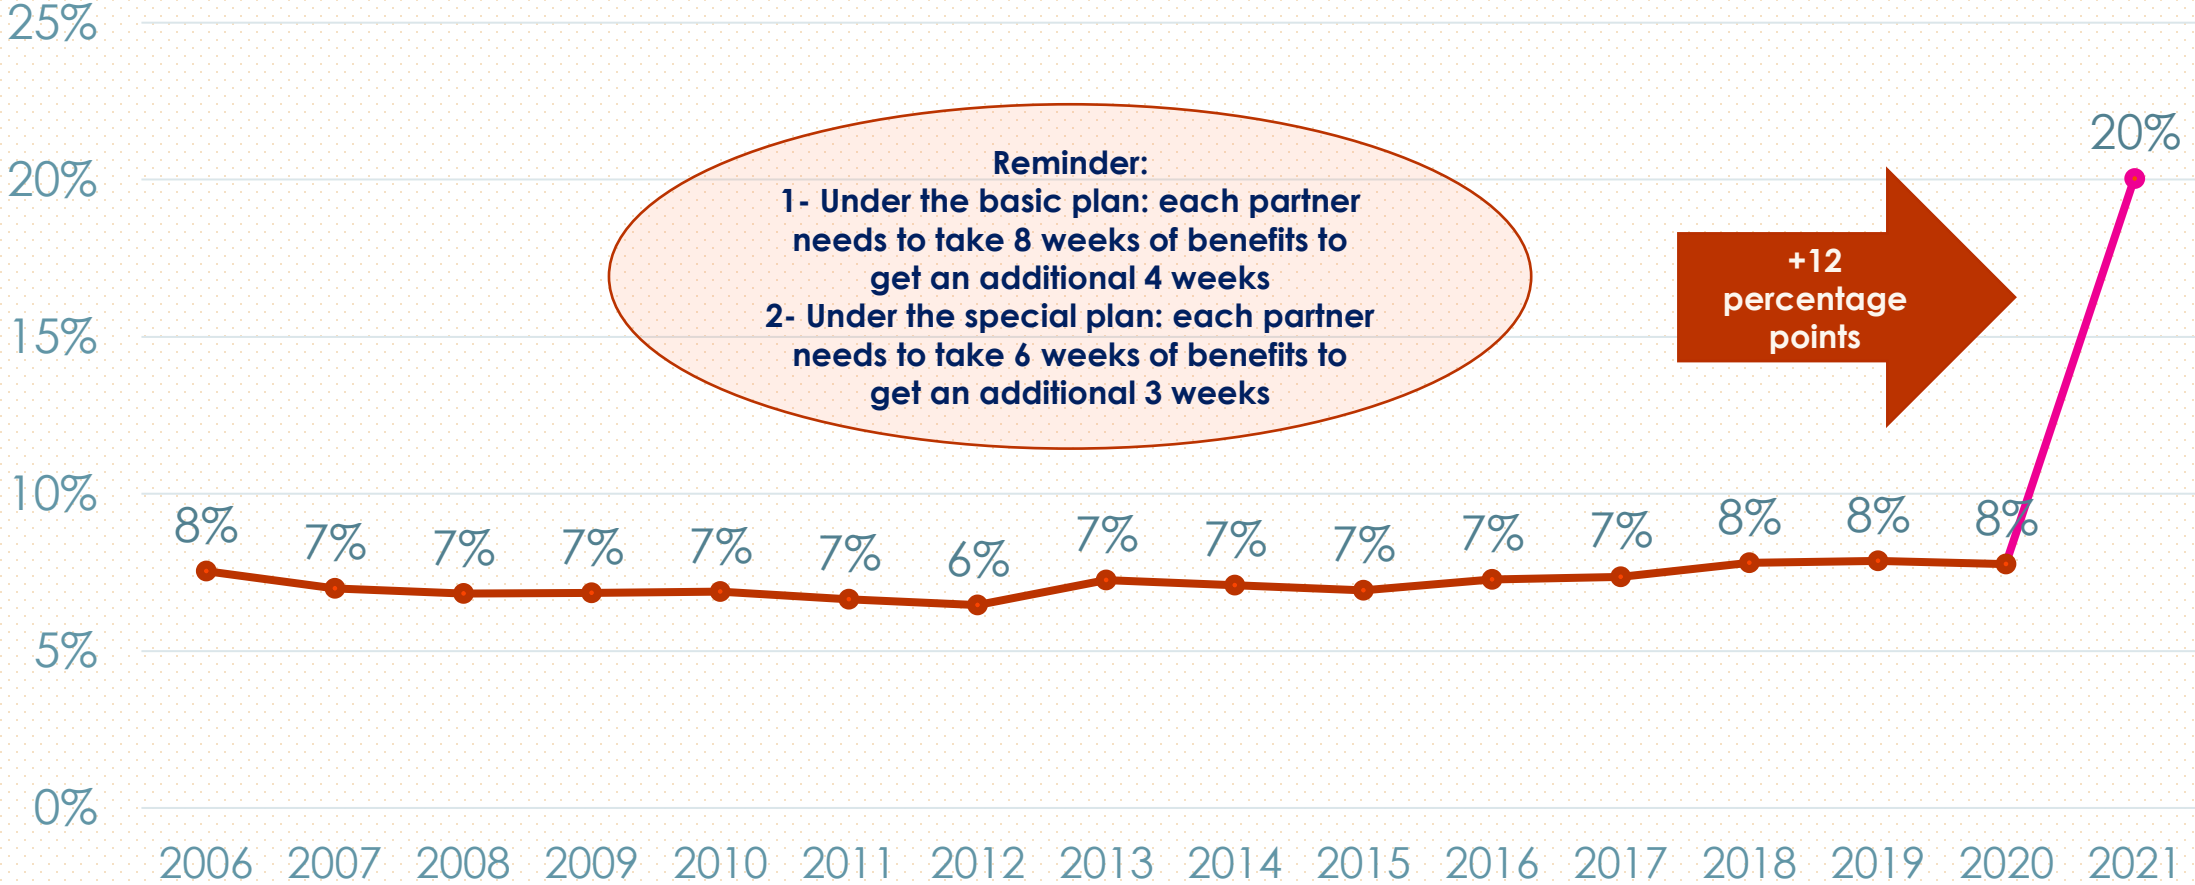 25%
20%
15%
10%
5%
0%
Reminder:
1- Under the basic plan: each partner
needs to take 8 weeks of benefits to
get an additional 4 weeks
2- Under the special plan: each partner
needs to take 6 weeks of benefits to
get an additional 3 weeks
+12
percentage
points
20%
8% 7% 7% 7% 7% 7% 6% 7% 7% 7% 7% 7% 8% 8% 8%
2006 2007 2008 2009 2010 2011 2012 2013 2014 2015 2016 2017 2018 2019 2020 2021